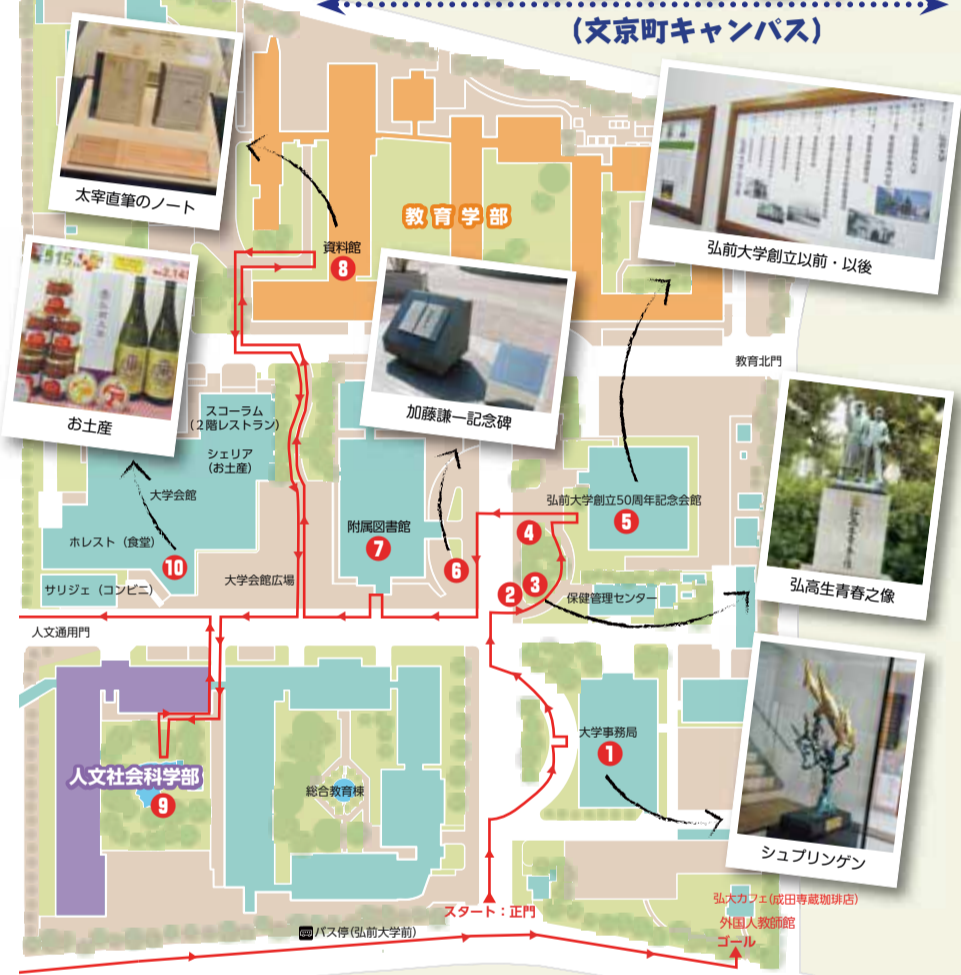 (文京町キャンパス)
太宰直筆のノート
弘前大学創立以前・以後
教育学部
資料館
8
お土産
加藤謙一記念碑
教育北門
スコーラム
(2階レストラン)
シェリア
(お土産)
大学会館
ホレスト（食堂）
10
サリジェ（コンビニ）
大学会館広場
附属図書館
7
6
弘前大学創立50周年記念会館
5
4
3
2
保健管理センター
弘高生青春之像
人文通用門
人文社会科学部
9
総合教育棟
大学事務局
1
シュプリンゲン
スタート：正門
バス停(弘前大学前)
弘大カフェ(成田専蔵珈琲店)
外国人教師館
ゴール